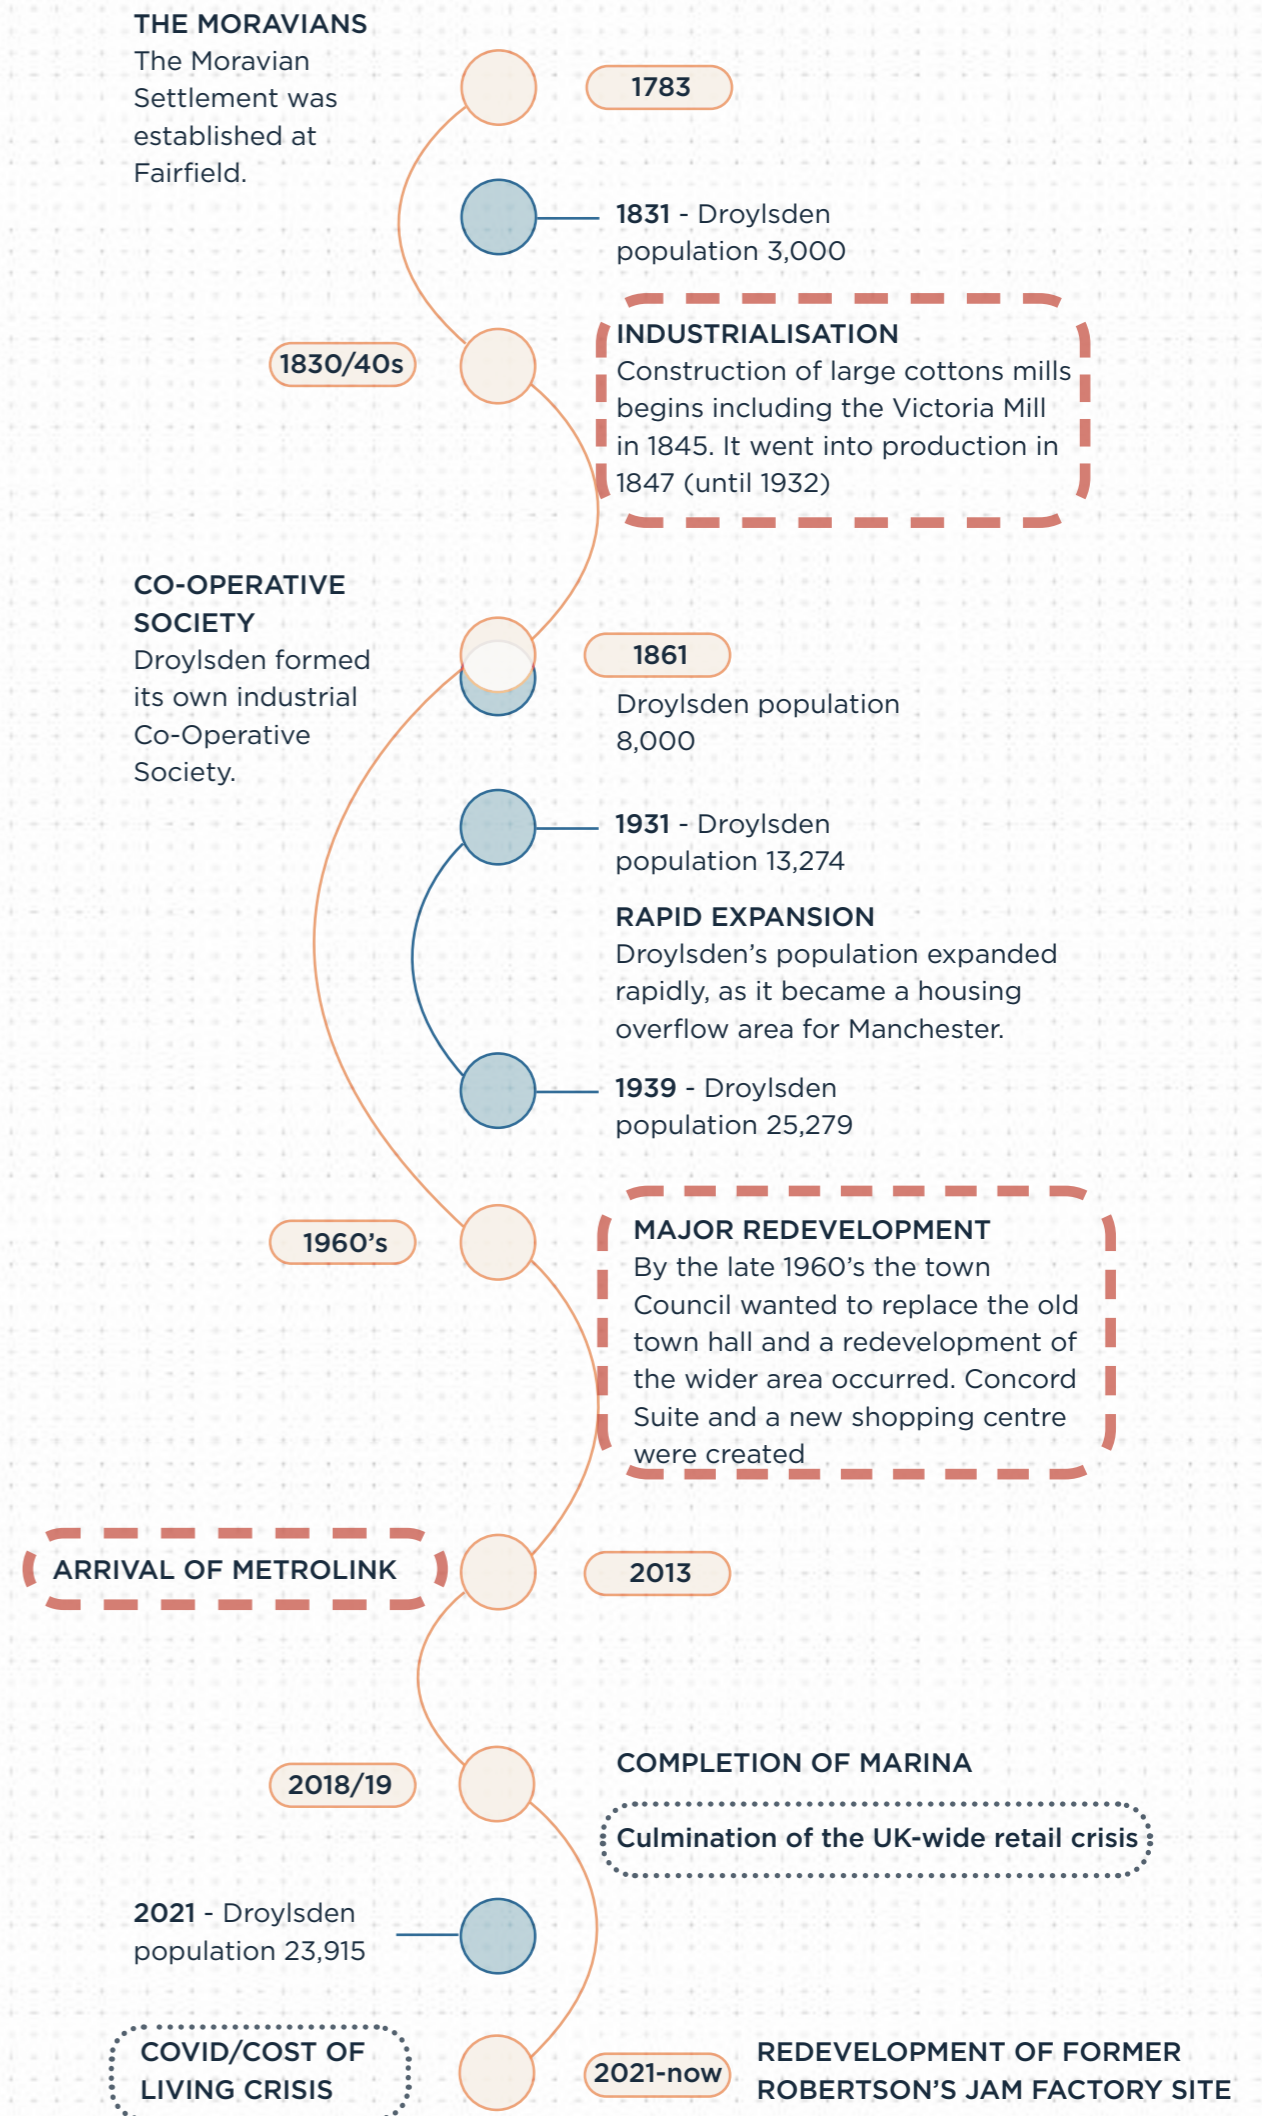 THE MORAVIANS
The Moravian
Settlement was
established at
Fairfield.
1783
1831 - Droylsden
population 3,000
1830/40s
INDUSTRIALISATION
Construction of large cottons mills
begins including the Victoria Mill
in 1845. It went into production in
1847 (until 1932)
CO-OPERATIVE
SOCIETY
Droylsden formed
its own industrial
Co-Operative
Society.
1861
Droylsden population
8,000
1931 - Droylsden
population 13,274
RAPID EXPANSION
Droylsden’s population expanded
rapidly, as it became a housing
overflow area for Manchester.
1939 - Droylsden
population 25,279
1960’s
MAJOR REDEVELOPMENT
By the late 1960’s the town
Council wanted to replace the old
town hall and a redevelopment of
the wider area occurred. Concord
Suite and a new shopping centre
were created
ARRIVAL OF METROLINK
2013
2018/19
COMPLETION OF MARINA
Culmination of the UK-wide retail crisis
2021 - Droylsden
population 23,915
COVID/COST OF
LIVING CRISIS
2021-now
REDEVELOPMENT OF FORMER
ROBERTSON’S JAM FACTORY SITE